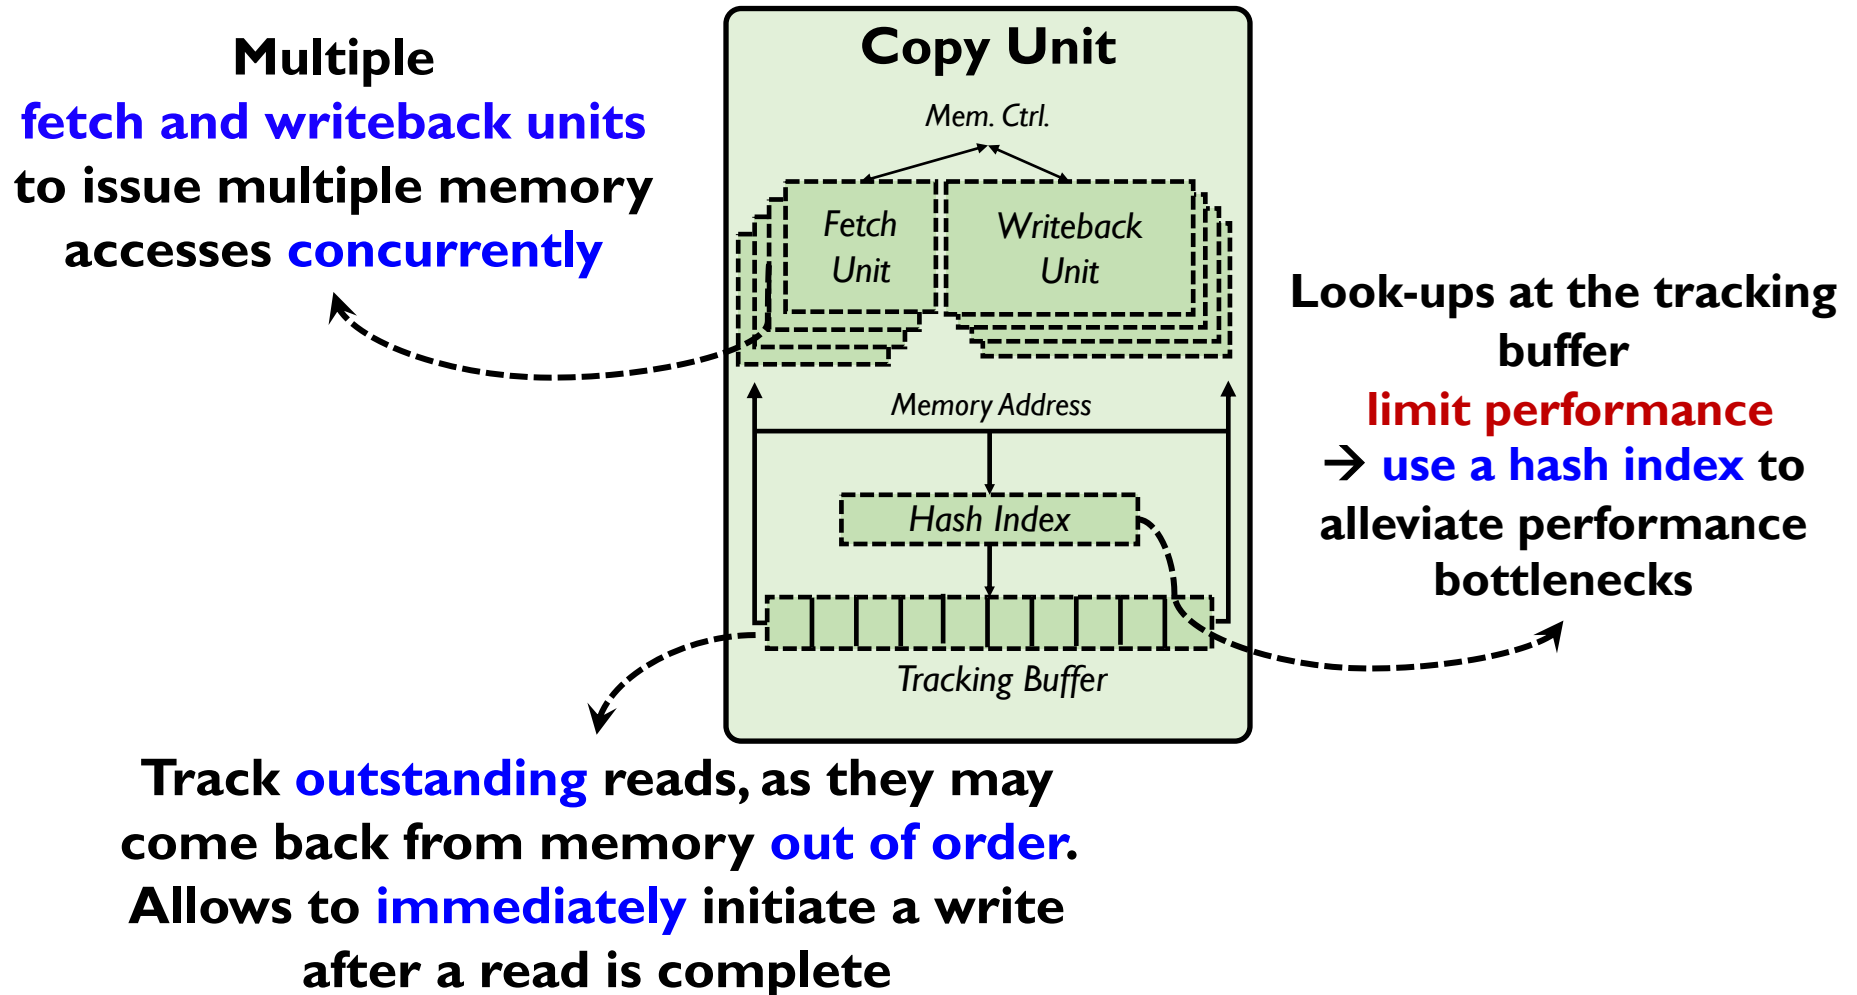 Multiple
fetch and writeback units
to issue multiple memory
accesses concurrently
Copy Unit
Mem. Ctrl.
Fetch
Unit
Writeback
Unit
Memory Address
Hash Index
Tracking Buffer
Look-ups at the tracking
buffer
limit performance
→ use a hash index to
alleviate performance
bottlenecks
Track outstanding reads, as they may
come back from memory out of order.
Allows to immediately initiate a write
after a read is complete